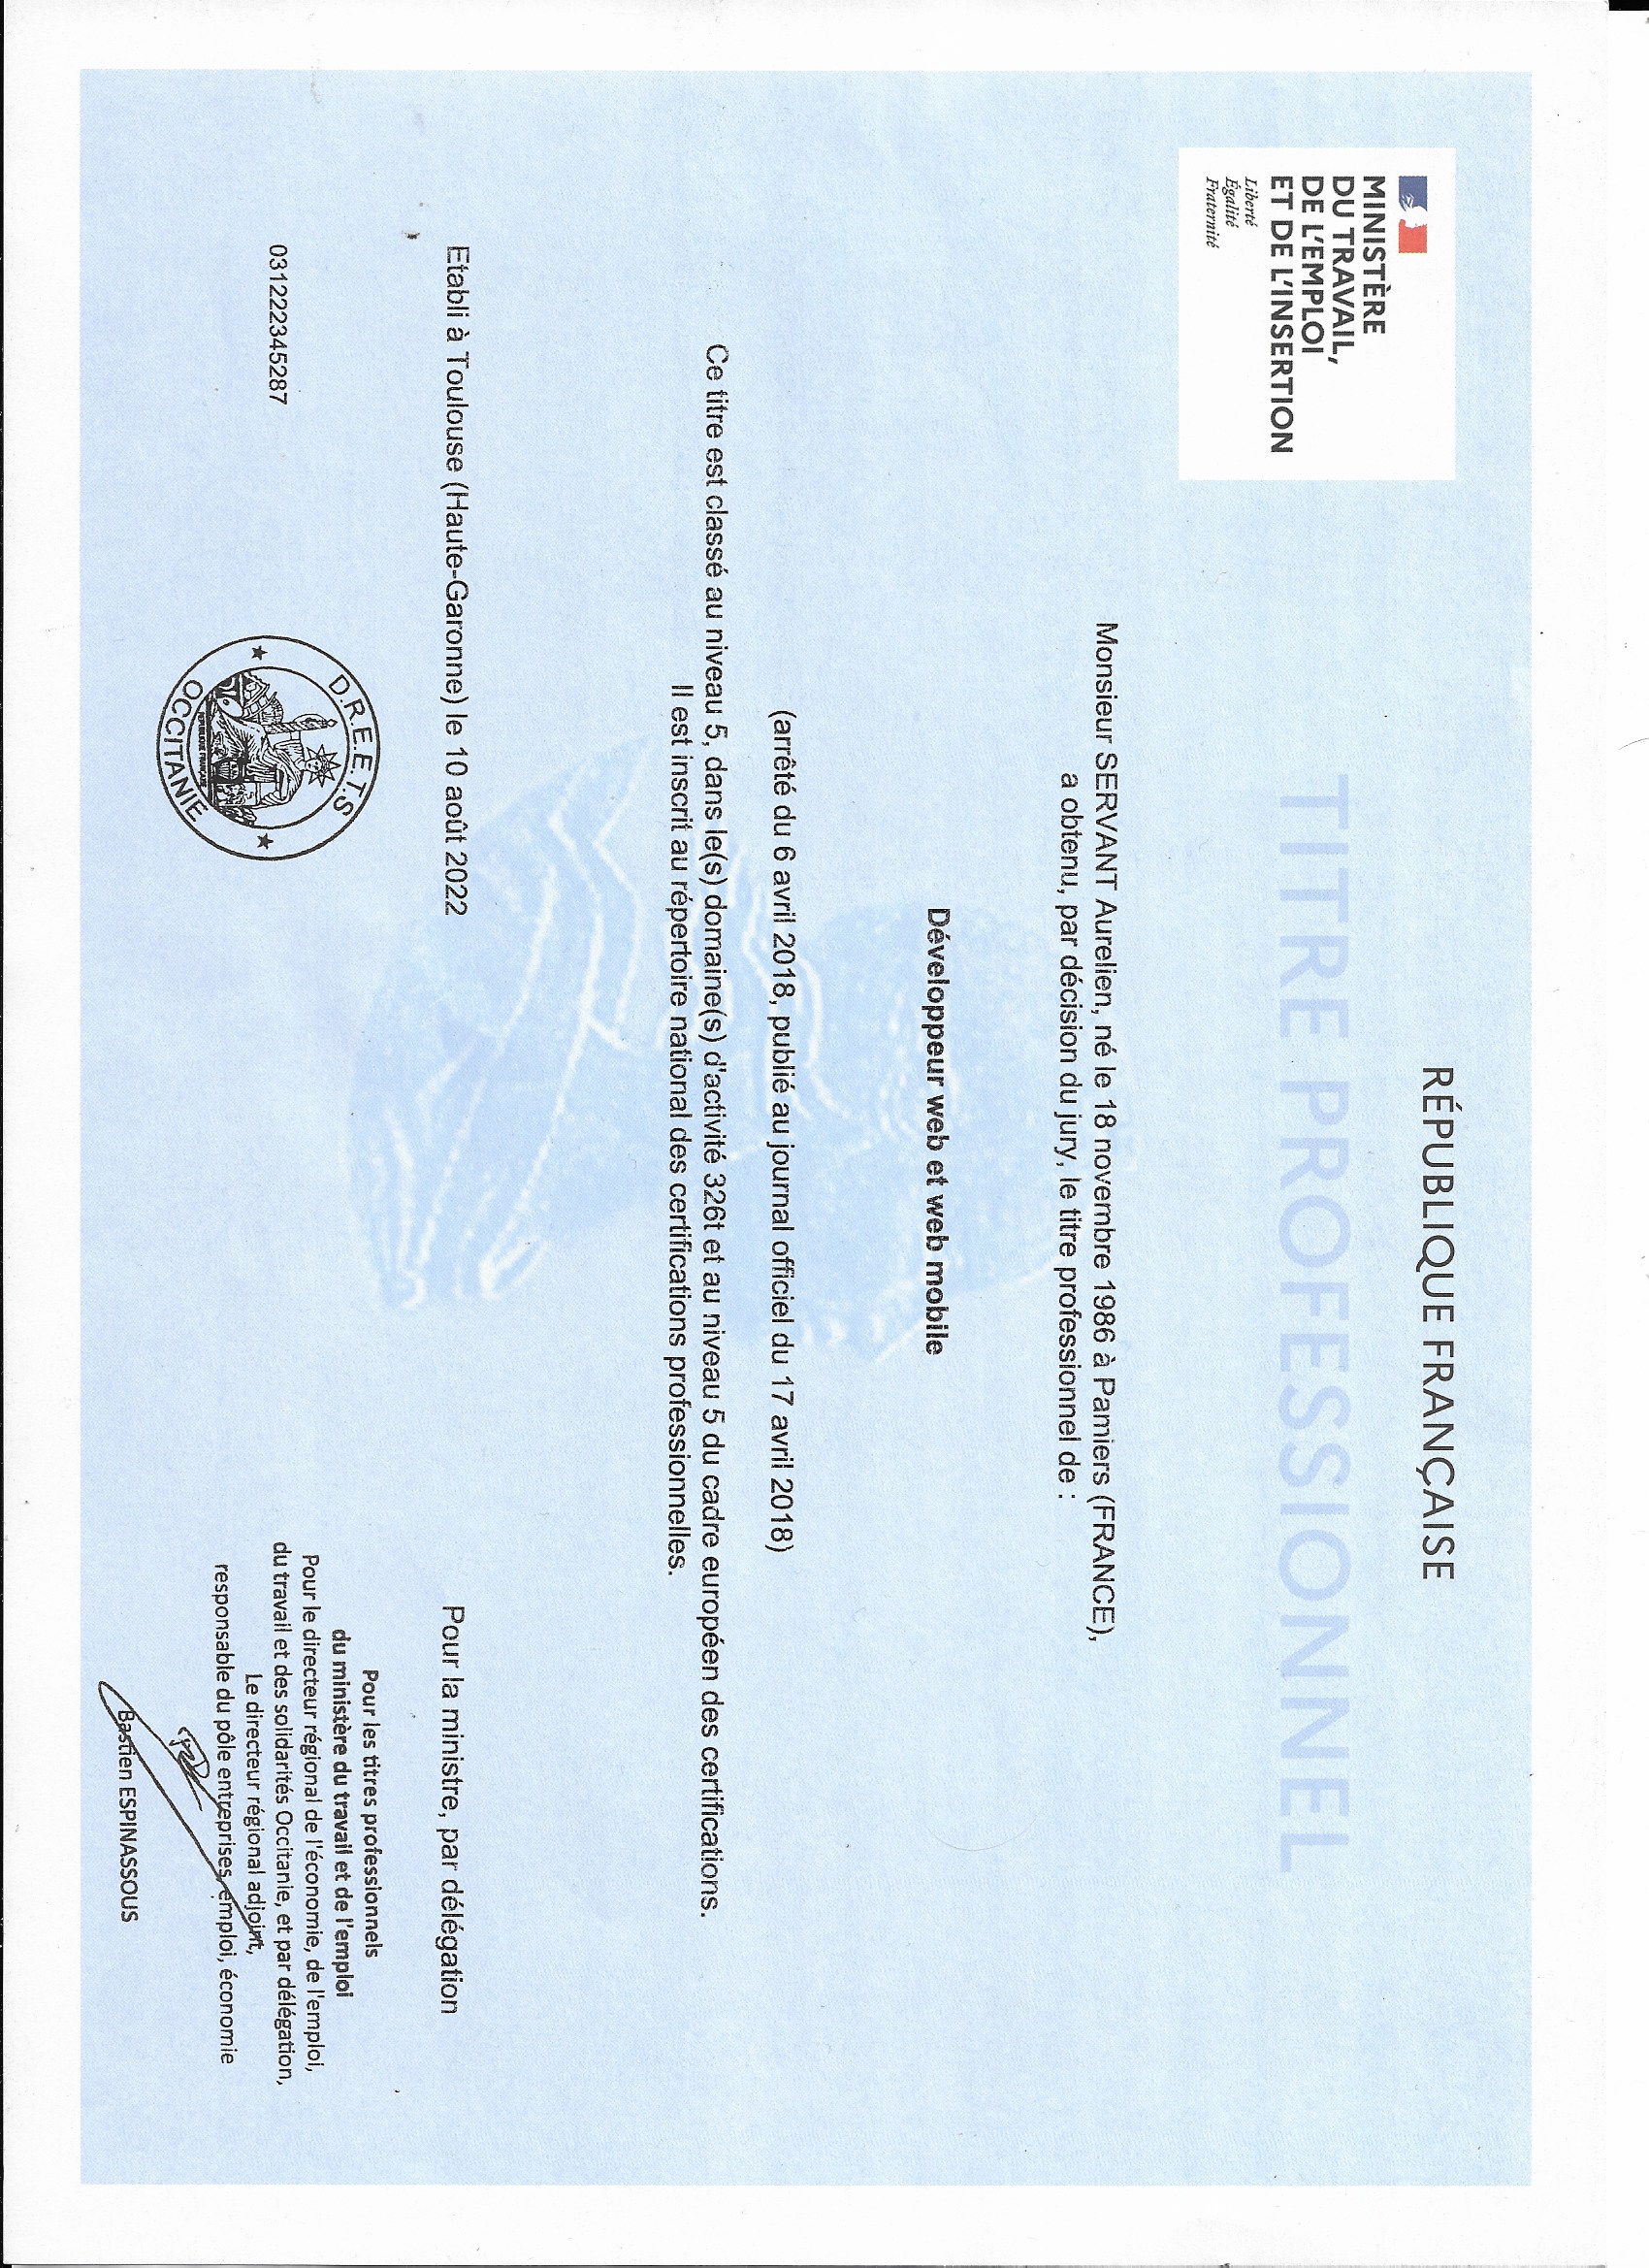 RÉPUBLIQUE FRANÇAISE
TITRE PROFESSIONNEL
MINISTÈRE
DU TRAVAIL,
DE L'EMPLOI
ET DE L'INSERTION
Liberté
Égalité
Fraternité
Monsieur SERVANT Aurelien, né le 18 novembre 1986 à Pamiers (FRANCE),
a obtenu, par décision du jury, le titre professionnel de :
Développeur web et web mobile
(arrêté du 6 avril 2018, publié au journal officiel du 17 avril 2018)
Ce titre est classé au niveau 5, dans le(s) domaine(s) d'activité 326t et au niveau 5 du cadre européen des certifications.
Il est inscrit au répertoire national des certifications professionnelles.
Etabli à Toulouse (Haute-Garonne) le 10 août 2022
031222345287
D.R.E.E.T.S
REPUBLIQUE FRANÇAISE
OCCITANIE
Pour la ministre, par délégation
Pour les titres professionnels
du ministère du travail et de l'emploi
Pour le directeur régional de l'économie, de l'emploi,
du travail et des solidarités Occitanie, et par délégation,
Le directeur régional adjoint,
responsable du pôle entreprises, emploi, économie
Bastien ESPINASSOUS